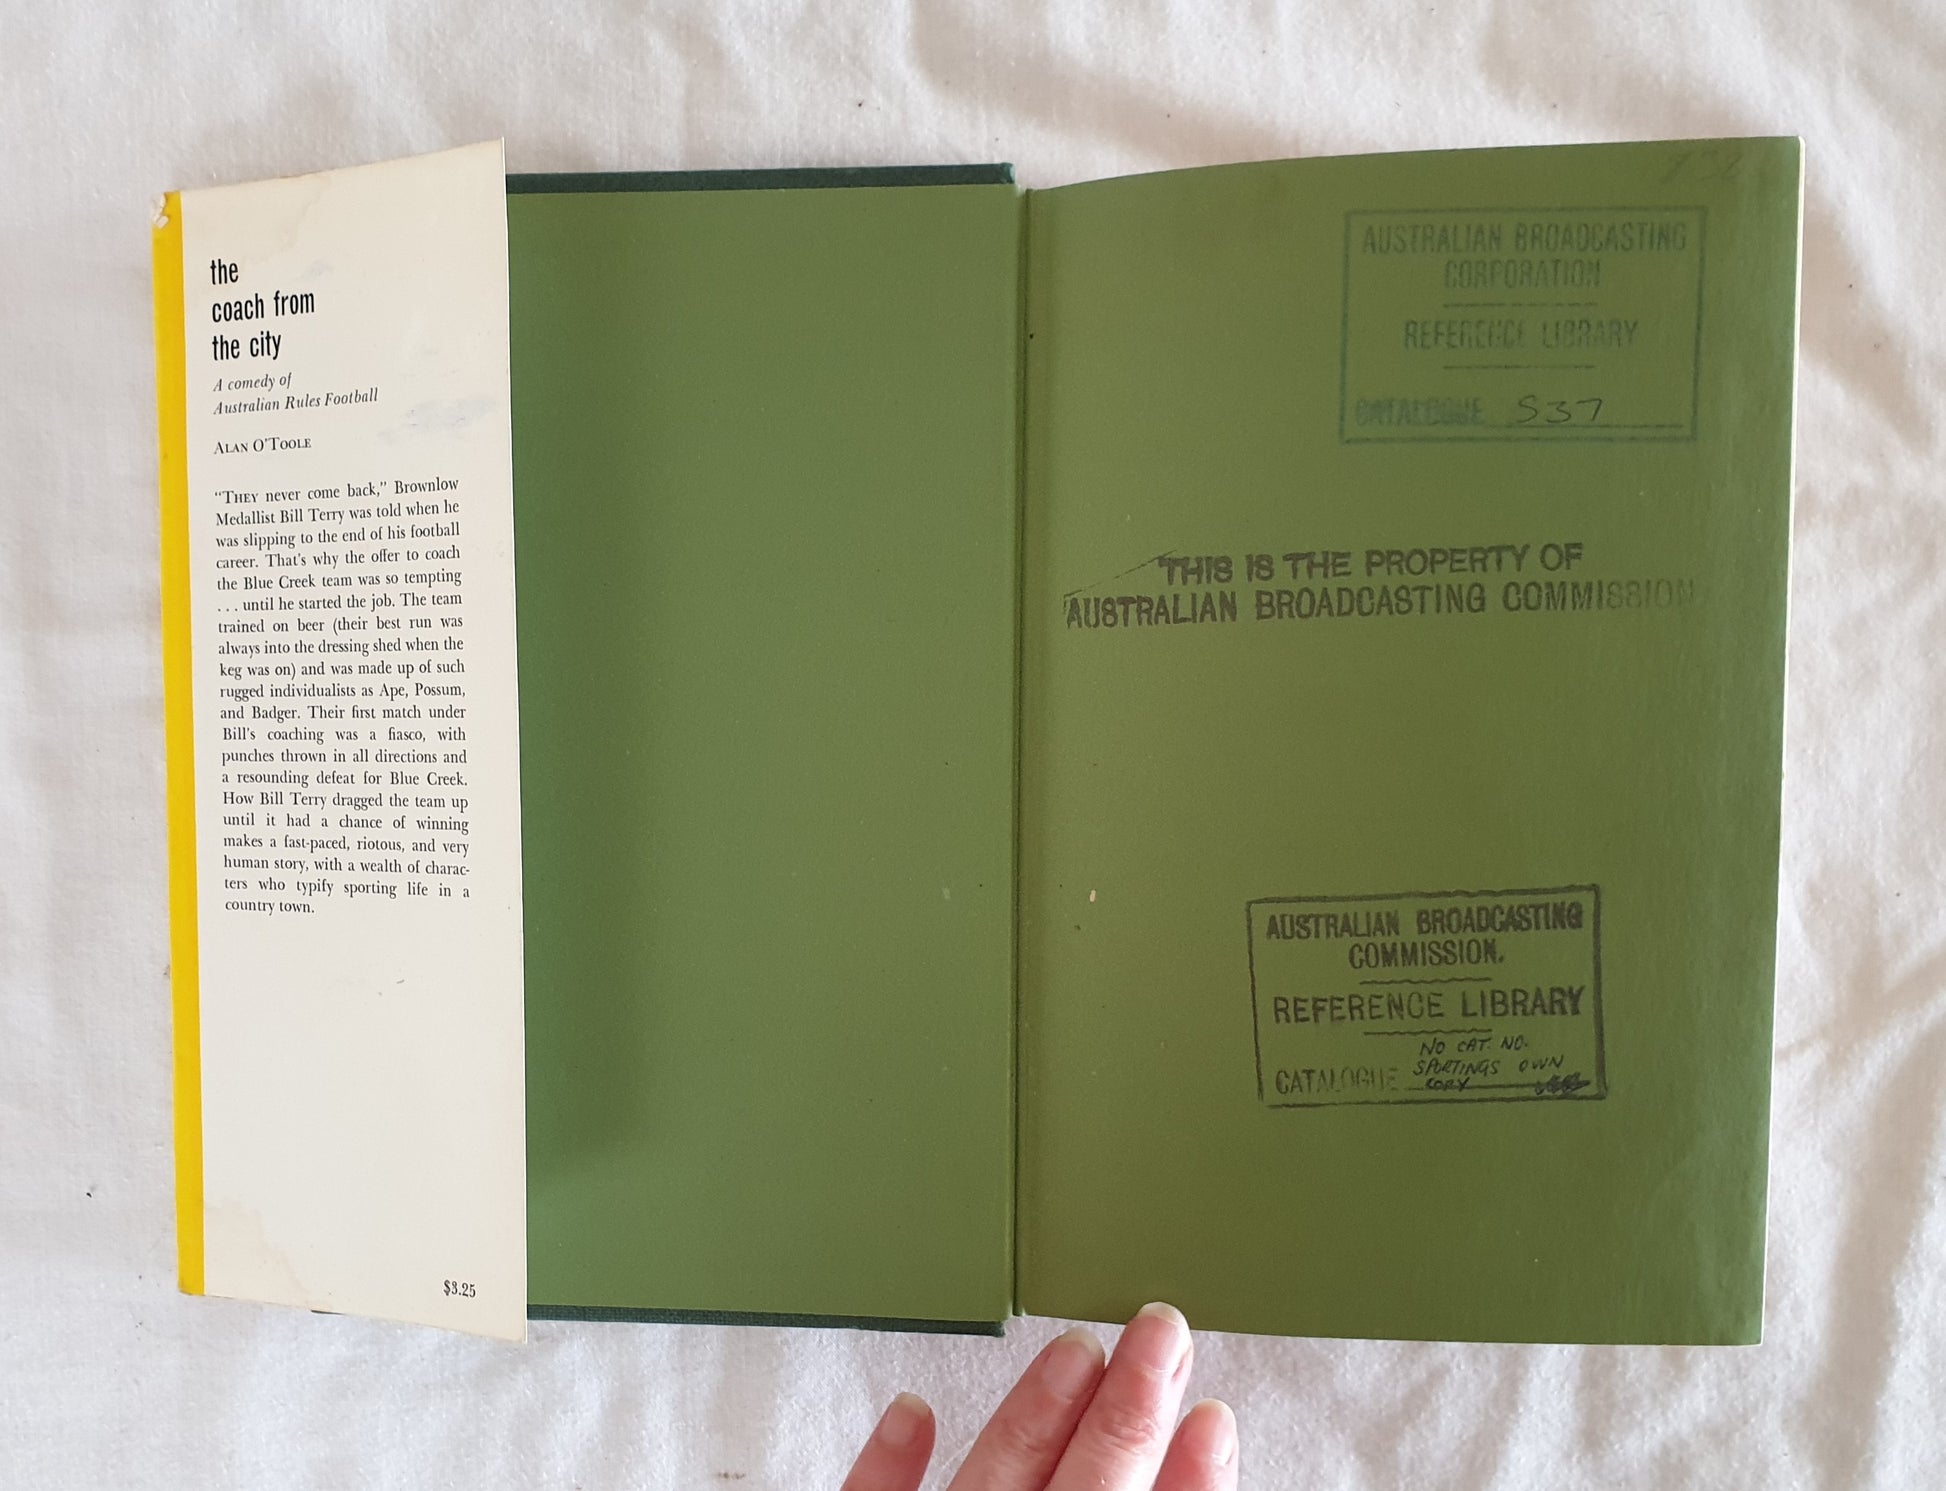 the
coach from
the city
A comedy of
Australian Rules Football
ALAN O'TOOLE
"THEY never come back," Brownlow
Medallist Bill Terry was told when he
was slipping to the end of his football
career. That's why the offer to coach
the Blue Creek team was so tempting
. . . until he started the job. The team
trained on beer (their best run was
always into the dressing shed when the
keg was on) and was made up of such
rugged individualists as Ape, Possum,
and Badger. Their first match under
Bill's coaching was a fiasco, with
punches thrown in all directions and
a resounding defeat for Blue Creek.
How Bill Terry dragged the team up
until it had a chance of winning
makes a fast-paced, riotous, and very
human story, with a wealth of charac-
ters who typify sporting life in a
country town.
$3.25
AUSTRALIAN BROADCASTING
CORPORATION
REFERENCE LIBRARY
CATALOGUE S37
THIS IS THE PROPERTY OF
AUSTRALIAN BROADCASTING COMMISSION
AUSTRALIAN BROADCASTING
COMMISSION.
REFERENCE LIBRARY
NO CAT. NO.
SPORTINGS OWN
CATALOGUE COPY